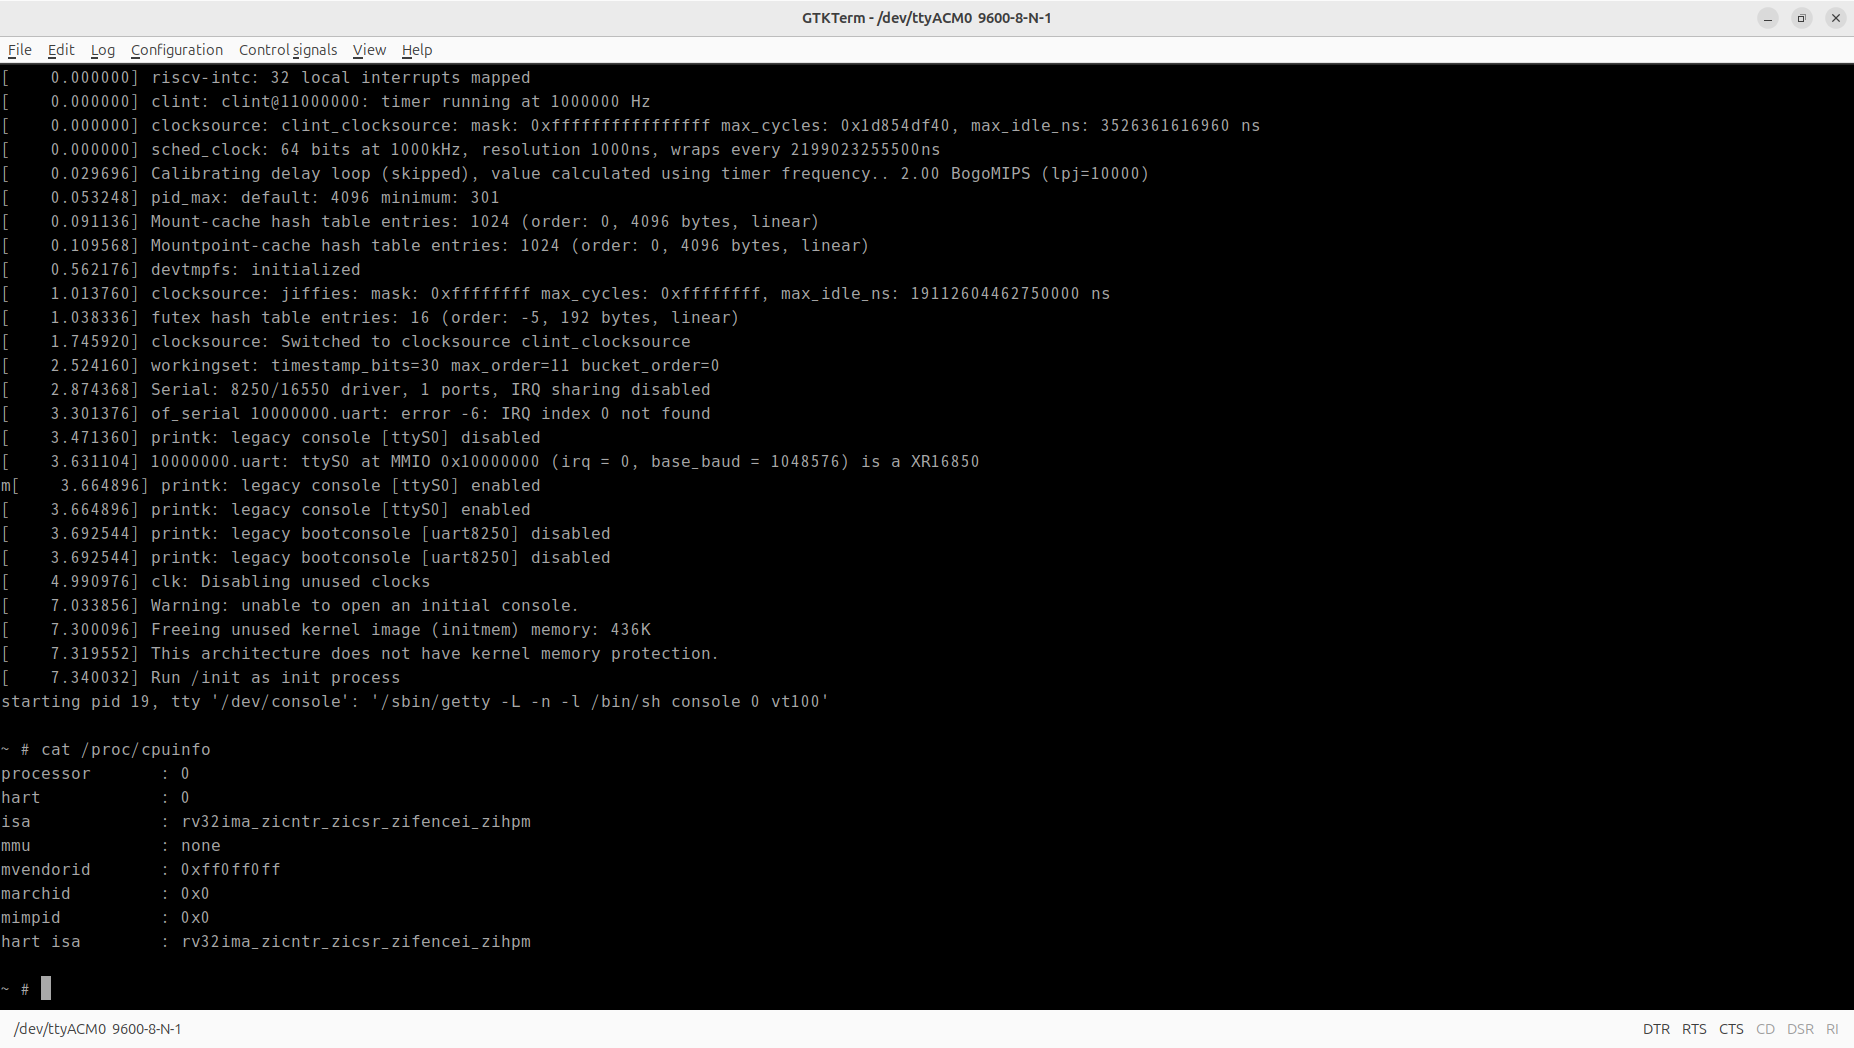 GTKTerm - /dev/ttyACM0 9600-8-N-1
File Edit Log Configuration Control signals View Help
[    0.000000] riscv-intc: 32 local interrupts mapped
[    0.000000] clint: clint@11000000: timer running at 1000000 Hz
[    0.000000] clocksource: clint_clocksource: mask: 0xffffffffffffffff max_cycles: 0x1d854df40, max_idle_ns: 3526361616960 ns
[    0.000000] sched_clock: 64 bits at 1000kHz, resolution 1000ns, wraps every 2199023255500ns
[    0.029696] Calibrating delay loop (skipped), value calculated using timer frequency.. 2.00 BogoMIPS (lpj=10000)
[    0.053248] pid_max: default: 4096 minimum: 301
[    0.091136] Mount-cache hash table entries: 1024 (order: 0, 4096 bytes, linear)
[    0.109568] Mountpoint-cache hash table entries: 1024 (order: 0, 4096 bytes, linear)
[    0.562176] devtmpfs: initialized
[    1.013760] clocksource: jiffies: mask: 0xffffffff max_cycles: 0xffffffff, max_idle_ns: 19112604462750000 ns
[    1.038336] futex hash table entries: 16 (order: -5, 192 bytes, linear)
[    1.745920] clocksource: Switched to clocksource clint_clocksource
[    2.524160] workingset: timestamp_bits=30 max_order=11 bucket_order=0
[    2.874368] Serial: 8250/16550 driver, 1 ports, IRQ sharing disabled
[    3.301376] of_serial 10000000.uart: error -6: IRQ index 0 not found
[    3.471360] printk: legacy console [ttyS0] disabled
[    3.631104] 10000000.uart: ttyS0 at MMIO 0x10000000 (irq = 0, base_baud = 1048576) is a XR16850
m[    3.664896] printk: legacy console [ttyS0] enabled
[    3.664896] printk: legacy console [ttyS0] enabled
[    3.692544] printk: legacy bootconsole [uart8250] disabled
[    3.692544] printk: legacy bootconsole [uart8250] disabled
[    4.990976] clk: Disabling unused clocks
[    7.033856] Warning: unable to open an initial console.
[    7.300096] Freeing unused kernel image (initmem) memory: 436K
[    7.319552] This architecture does not have kernel memory protection.
[    7.340032] Run /init as init process
starting pid 19, tty '/dev/console': '/sbin/getty -L -n -l /bin/sh console 0 vt100'
~ # cat /proc/cpuinfo
processor       : 0
hart            : 0
isa             : rv32ima_zicntr_zicsr_zifencei_zihpm
mmu             : none
mvendorid       : 0xff0ff0ff
marchid         : 0x0
mimpid          : 0x0
hart isa        : rv32ima_zicntr_zicsr_zifencei_zihpm
~ #
/dev/ttyACM0 9600-8-N-1 DTR RTS CTS CD DSR RI